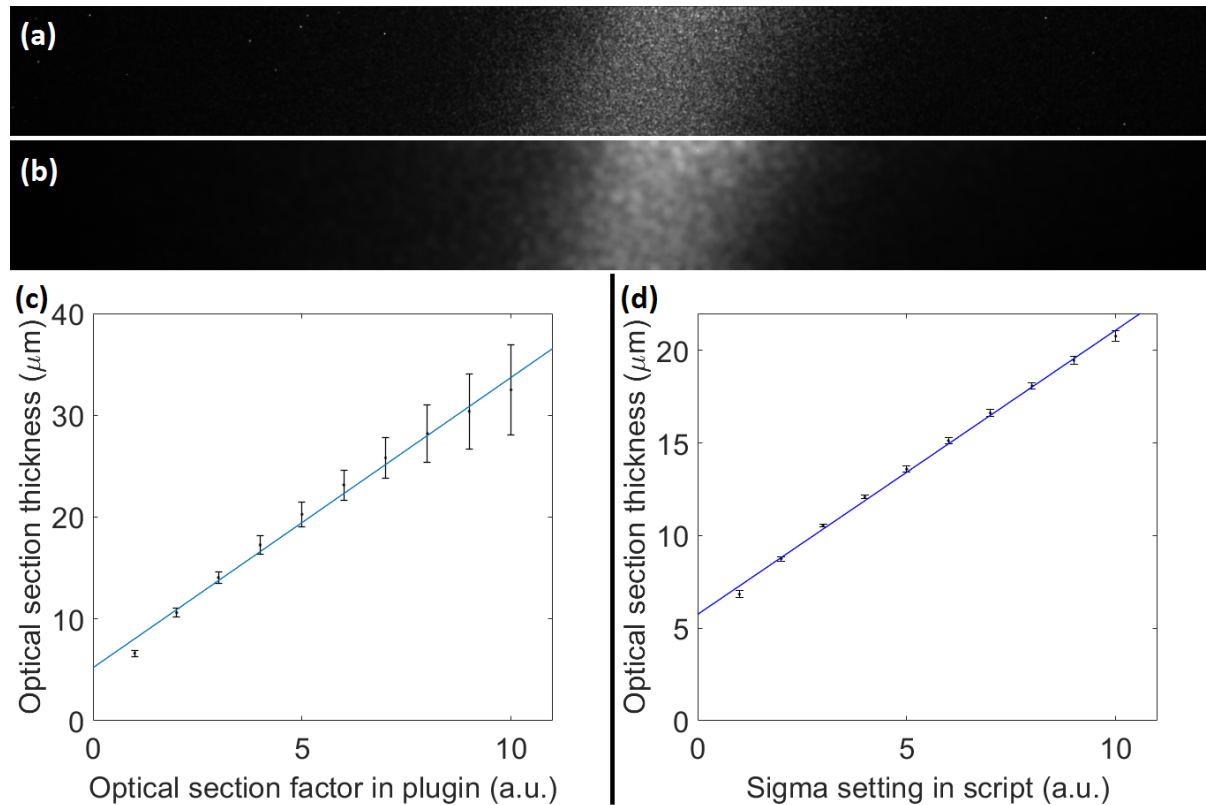 (a)
(b)
(c)
40
30
20
10
0
0 5 10
Optical section thickness (μm)
Optical section factor in plugin (a.u.)
(d)
20
15
10
5
0
0 5 10
Optical section thickness (μm)
Sigma setting in script (a.u.)